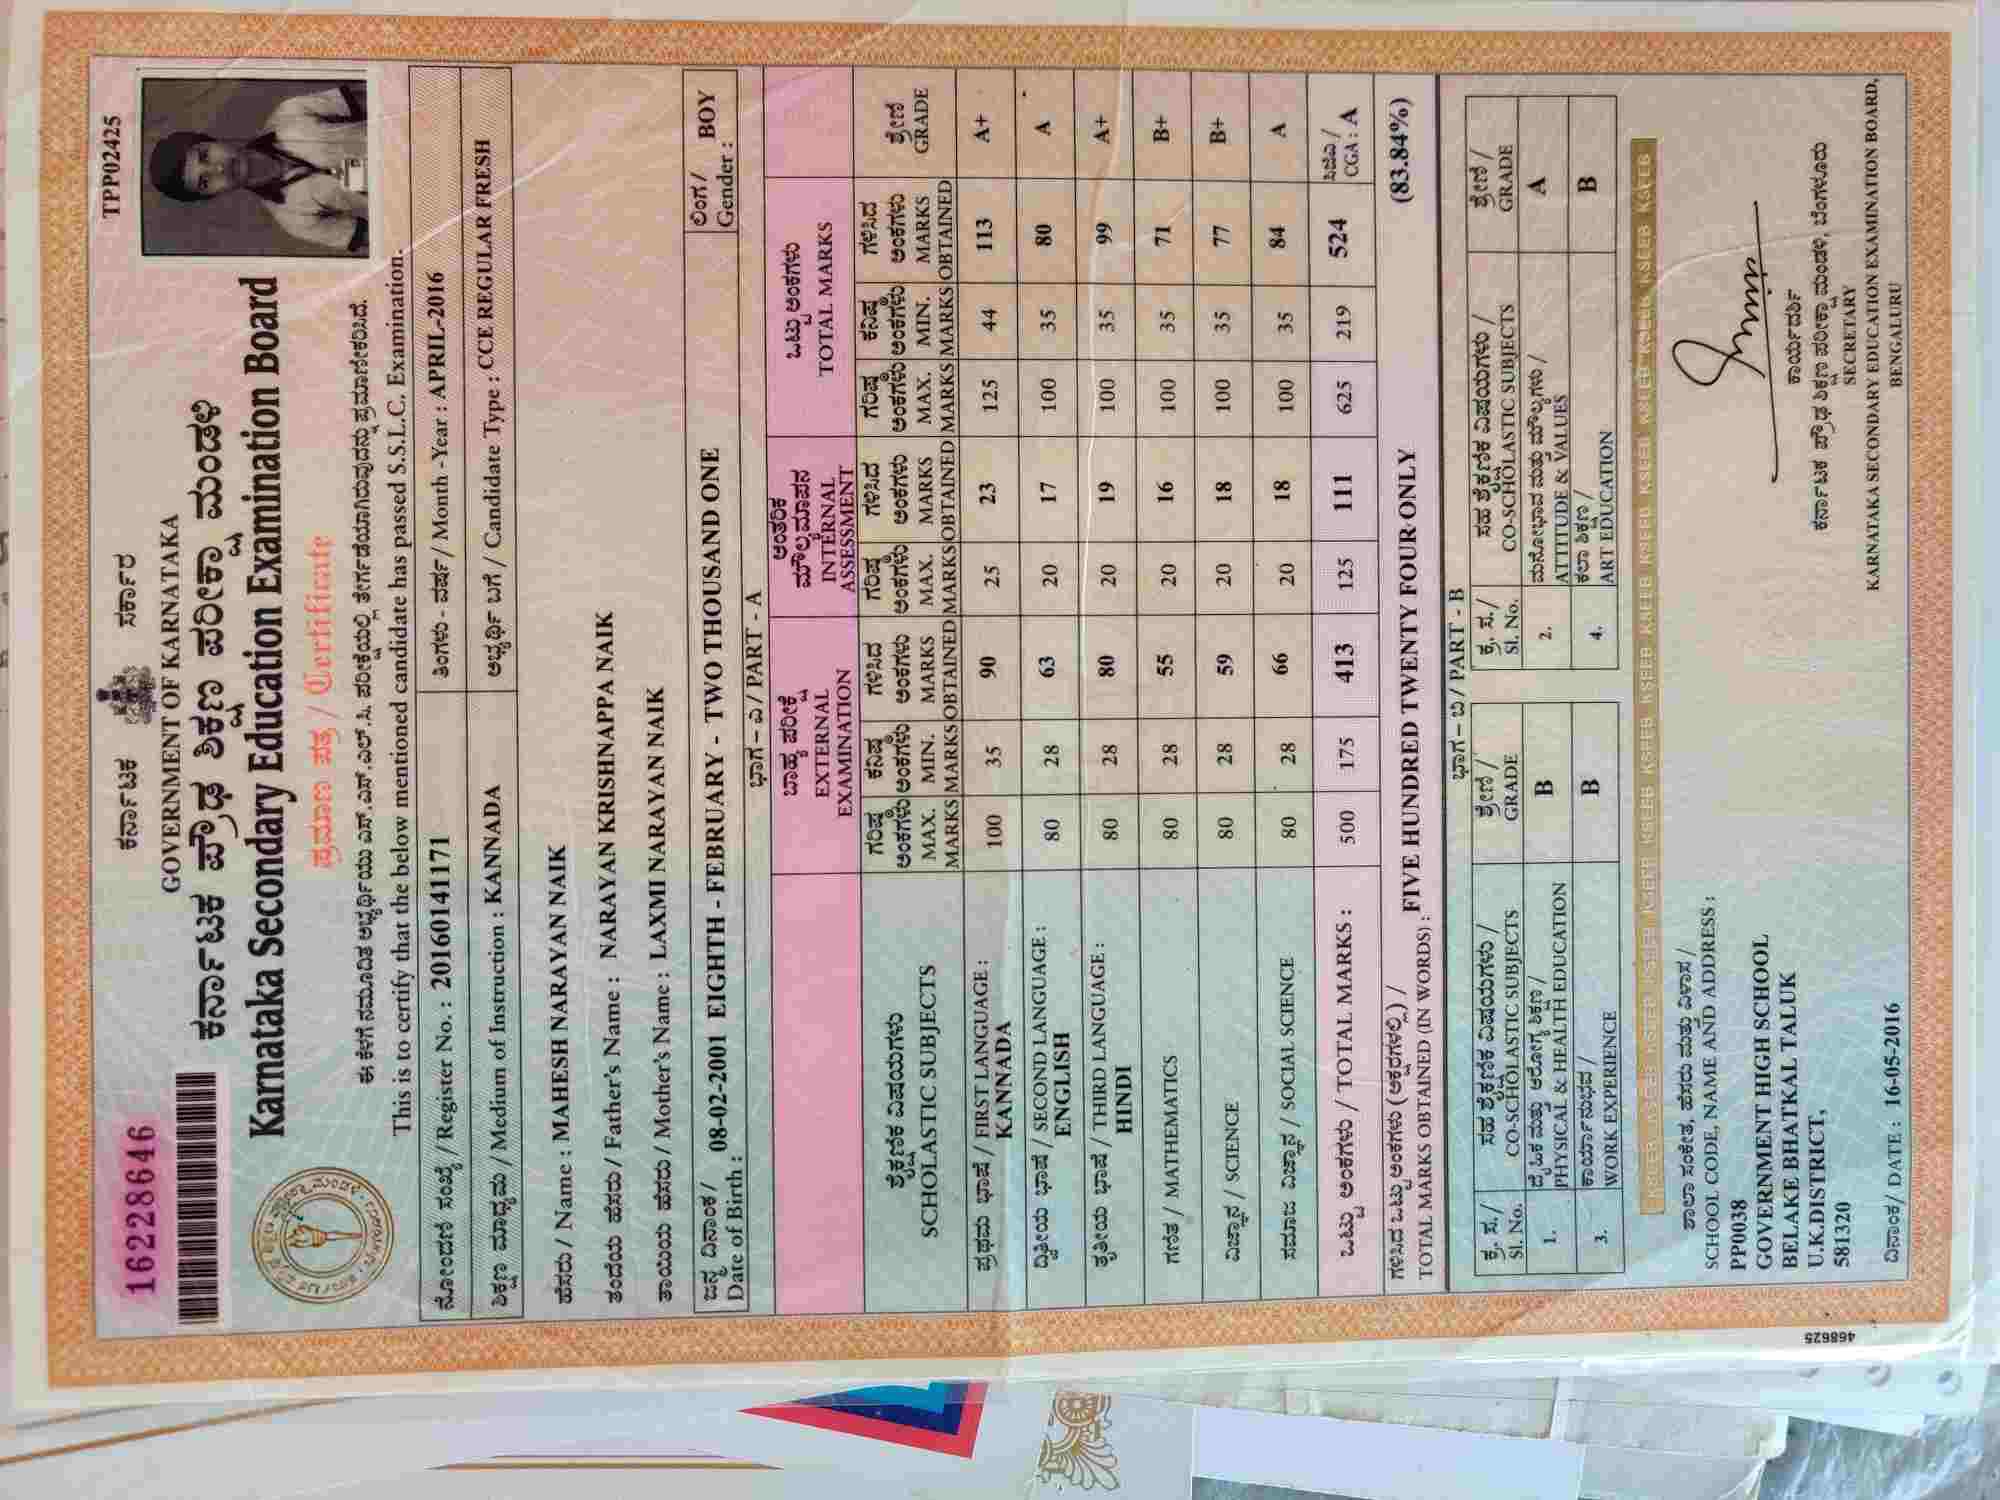 16228646
ಕರ್ನಾಟಕ ಸರ್ಕಾರ
TPP02425
GOVERNMENT OF KARNATAKA
ಕರ್ನಾಟಕ ಪ್ರೌಢ ಶಿಕ್ಷಣ ಪರೀಕ್ಷಾ ಮಂಡಳಿ
Karnataka Secondary Education Examination Board
ಪ್ರಮಾಣ ಪತ್ರ / Certificate
ಈ ಕೆಳಗೆ ನಮೂದಿತ ಅಭ್ಯರ್ಥಿಯು ಎಸ್.ಎಸ್.ಎಲ್.ಸಿ. ಪರೀಕ್ಷೆಯಲ್ಲಿ ತೇರ್ಗಡೆಯಾಗಿರುವುದನ್ನು ಪ್ರಮಾಣೀಕರಿಸಿದೆ.
This is to certify that the below mentioned candidate has passed S.S.L.C. Examination.
ನೋಂದಣಿ ಸಂಖ್ಯೆ / Register No. : 20160141171 ತಿಂಗಳು - ವರ್ಷ / Month -Year : APRIL-2016
ಶಿಕ್ಷಣ ಮಾಧ್ಯಮ / Medium of Instruction : KANNADA ಅಭ್ಯರ್ಥಿ ಬಗೆ / Candidate Type : CCE REGULAR FRESH
ಹೆಸರು / Name : MAHESH NARAYAN NAIK
ತಂದೆಯ ಹೆಸರು / Father's Name : NARAYAN KRISHNAPPA NAIK
ತಾಯಿಯ ಹೆಸರು / Mother's Name : LAXMI NARAYAN NAIK
ಜನ್ಮ ದಿನಾಂಕ / Date of Birth : 08-02-2001 EIGHTH - FEBRUARY - TWO THOUSAND ONE ಲಿಂಗ / Gender : BOY
ಭಾಗ - ಎ / PART - A
ಬಾಹ್ಯ ಪರೀಕ್ಷೆ EXTERNAL EXAMINATION ಆಂತರಿಕ ಮೌಲ್ಯಮಾಪನ INTERNAL ASSESSMENT ಒಟ್ಟು ಅಂಕಗಳು TOTAL MARKS
ಶೈಕ್ಷಣಿಕ ವಿಷಯಗಳು SCHOLASTIC SUBJECTS ಗರಿಷ್ಠ ಅಂಕಗಳು MAX. MARKS ಕನಿಷ್ಠ ಅಂಕಗಳು MIN. MARKS ಗಳಿಸಿದ ಅಂಕಗಳು MARKS OBTAINED ಗರಿಷ್ಠ ಅಂಕಗಳು MAX. MARKS ಗಳಿಸಿದ ಅಂಕಗಳು MARKS OBTAINED ಗರಿಷ್ಠ ಅಂಕಗಳು MAX. MARKS ಕನಿಷ್ಠ ಅಂಕಗಳು MIN. MARKS ಗಳಿಸಿದ ಅಂಕಗಳು MARKS OBTAINED ಶ್ರೇಣಿ GRADE
ಪ್ರಥಮ ಭಾಷೆ / FIRST LANGUAGE : KANNADA 100 35 90 25 23 125 44 113 A+
ದ್ವಿತೀಯ ಭಾಷೆ / SECOND LANGUAGE : ENGLISH 80 28 63 20 17 100 35 80 A
ತೃತೀಯ ಭಾಷೆ / THIRD LANGUAGE : HINDI 80 28 80 20 19 100 35 99 A+
ಗಣಿತ / MATHEMATICS 80 28 55 20 16 100 35 71 B+
ವಿಜ್ಞಾನ / SCIENCE 80 28 59 20 18 100 35 77 B+
ಸಮಾಜ ವಿಜ್ಞಾನ / SOCIAL SCIENCE 80 28 66 20 18 100 35 84 A
ಒಟ್ಟು ಅಂಕಗಳು / TOTAL MARKS : 500 175 413 125 111 625 219 524 ಸಿಜಿಎ / CGA : A
ಗಳಿಸಿದ ಒಟ್ಟು ಅಂಕಗಳು (ಅಕ್ಷರಗಳಲ್ಲಿ) /
TOTAL MARKS OBTAINED (IN WORDS) : FIVE HUNDRED TWENTY FOUR ONLY (83.84%)
ಭಾಗ - ಬಿ / PART - B
ಕ್ರ. ಸ. / Sl. No. ಸಹ ಶೈಕ್ಷಣಿಕ ವಿಷಯಗಳು / CO-SCHOLASTIC SUBJECTS ಶ್ರೇಣಿ / GRADE ಕ್ರ. ಸ. / Sl. No. ಸಹ ಶೈಕ್ಷಣಿಕ ವಿಷಯಗಳು / CO-SCHOLASTIC SUBJECTS ಶ್ರೇಣಿ / GRADE
1. ದೈಹಿಕ ಮತ್ತು ಆರೋಗ್ಯ ಶಿಕ್ಷಣ / PHYSICAL & HEALTH EDUCATION B 2. ಮನೋಭಾವ ಮತ್ತು ಮೌಲ್ಯಗಳು / ATTITUDE & VALUES A
3. ಕಾರ್ಯಾನುಭವ / WORK EXPERIENCE B 4. ಕಲಾ ಶಿಕ್ಷಣ / ART EDUCATION B
KSEEB KSEEB KSEEB KSEEB KSEEB KSEEB KSEEB KSEEB KSEEB KSEEB KSEEB KSEEB KSEEB KSEEB KSEEB
ಶಾಲಾ ಸಂಕೇತ, ಹೆಸರು ಮತ್ತು ವಿಳಾಸ /
SCHOOL CODE, NAME AND ADDRESS :
PP0038
GOVERNMENT HIGH SCHOOL
BELAKE BHATKAL TALUK
U.K.DISTRICT,
581320
ಕಾರ್ಯದರ್ಶಿ
ಕರ್ನಾಟಕ ಪ್ರೌಢ ಶಿಕ್ಷಣ ಪರೀಕ್ಷಾ ಮಂಡಳಿ, ಬೆಂಗಳೂರು
SECRETARY
KARNATAKA SECONDARY EDUCATION EXAMINATION BOARD,
BENGALURU
ದಿನಾಂಕ / DATE : 16-05-2016
468625